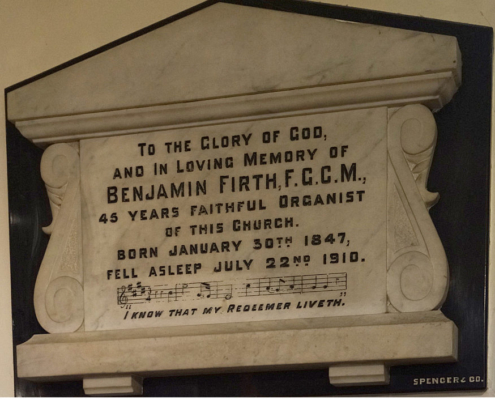 TO THE GLORY OF GOD,
AND IN LOVING MEMORY OF
BENJAMIN FIRTH, F.G.C.M.,
45 YEARS FAITHFUL ORGANIST
OF THIS CHURCH.
BORN JANUARY 30TH 1847,
FELL ASLEEP JULY 22ND 1910.
"I KNOW THAT MY REDEEMER LIVETH."
SPENCER & CO.